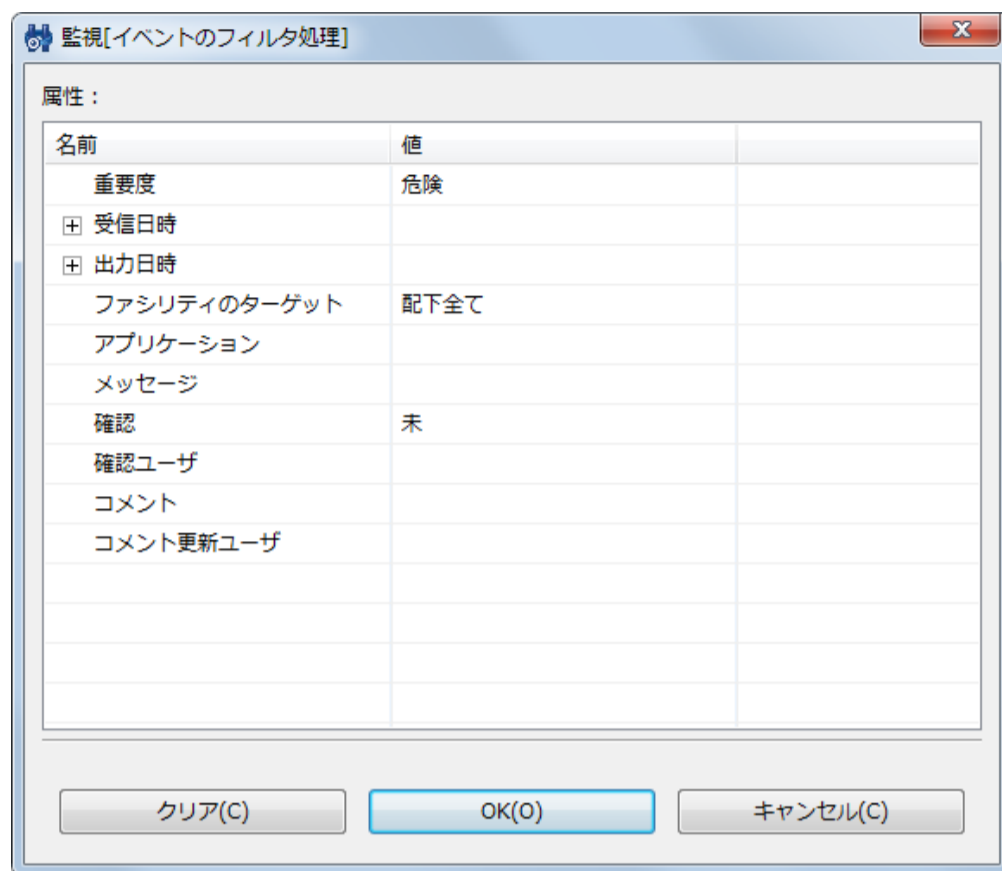 監視[イベントのフィルタ処理]
属性：
名前 値
重要度 危険
受信日時
出力日時
ファシリティのターゲット 配下全て
アプリケーション
メッセージ
確認 未
確認ユーザ
コメント
コメント更新ユーザ
クリア(C) OK(O) キャンセル(C)